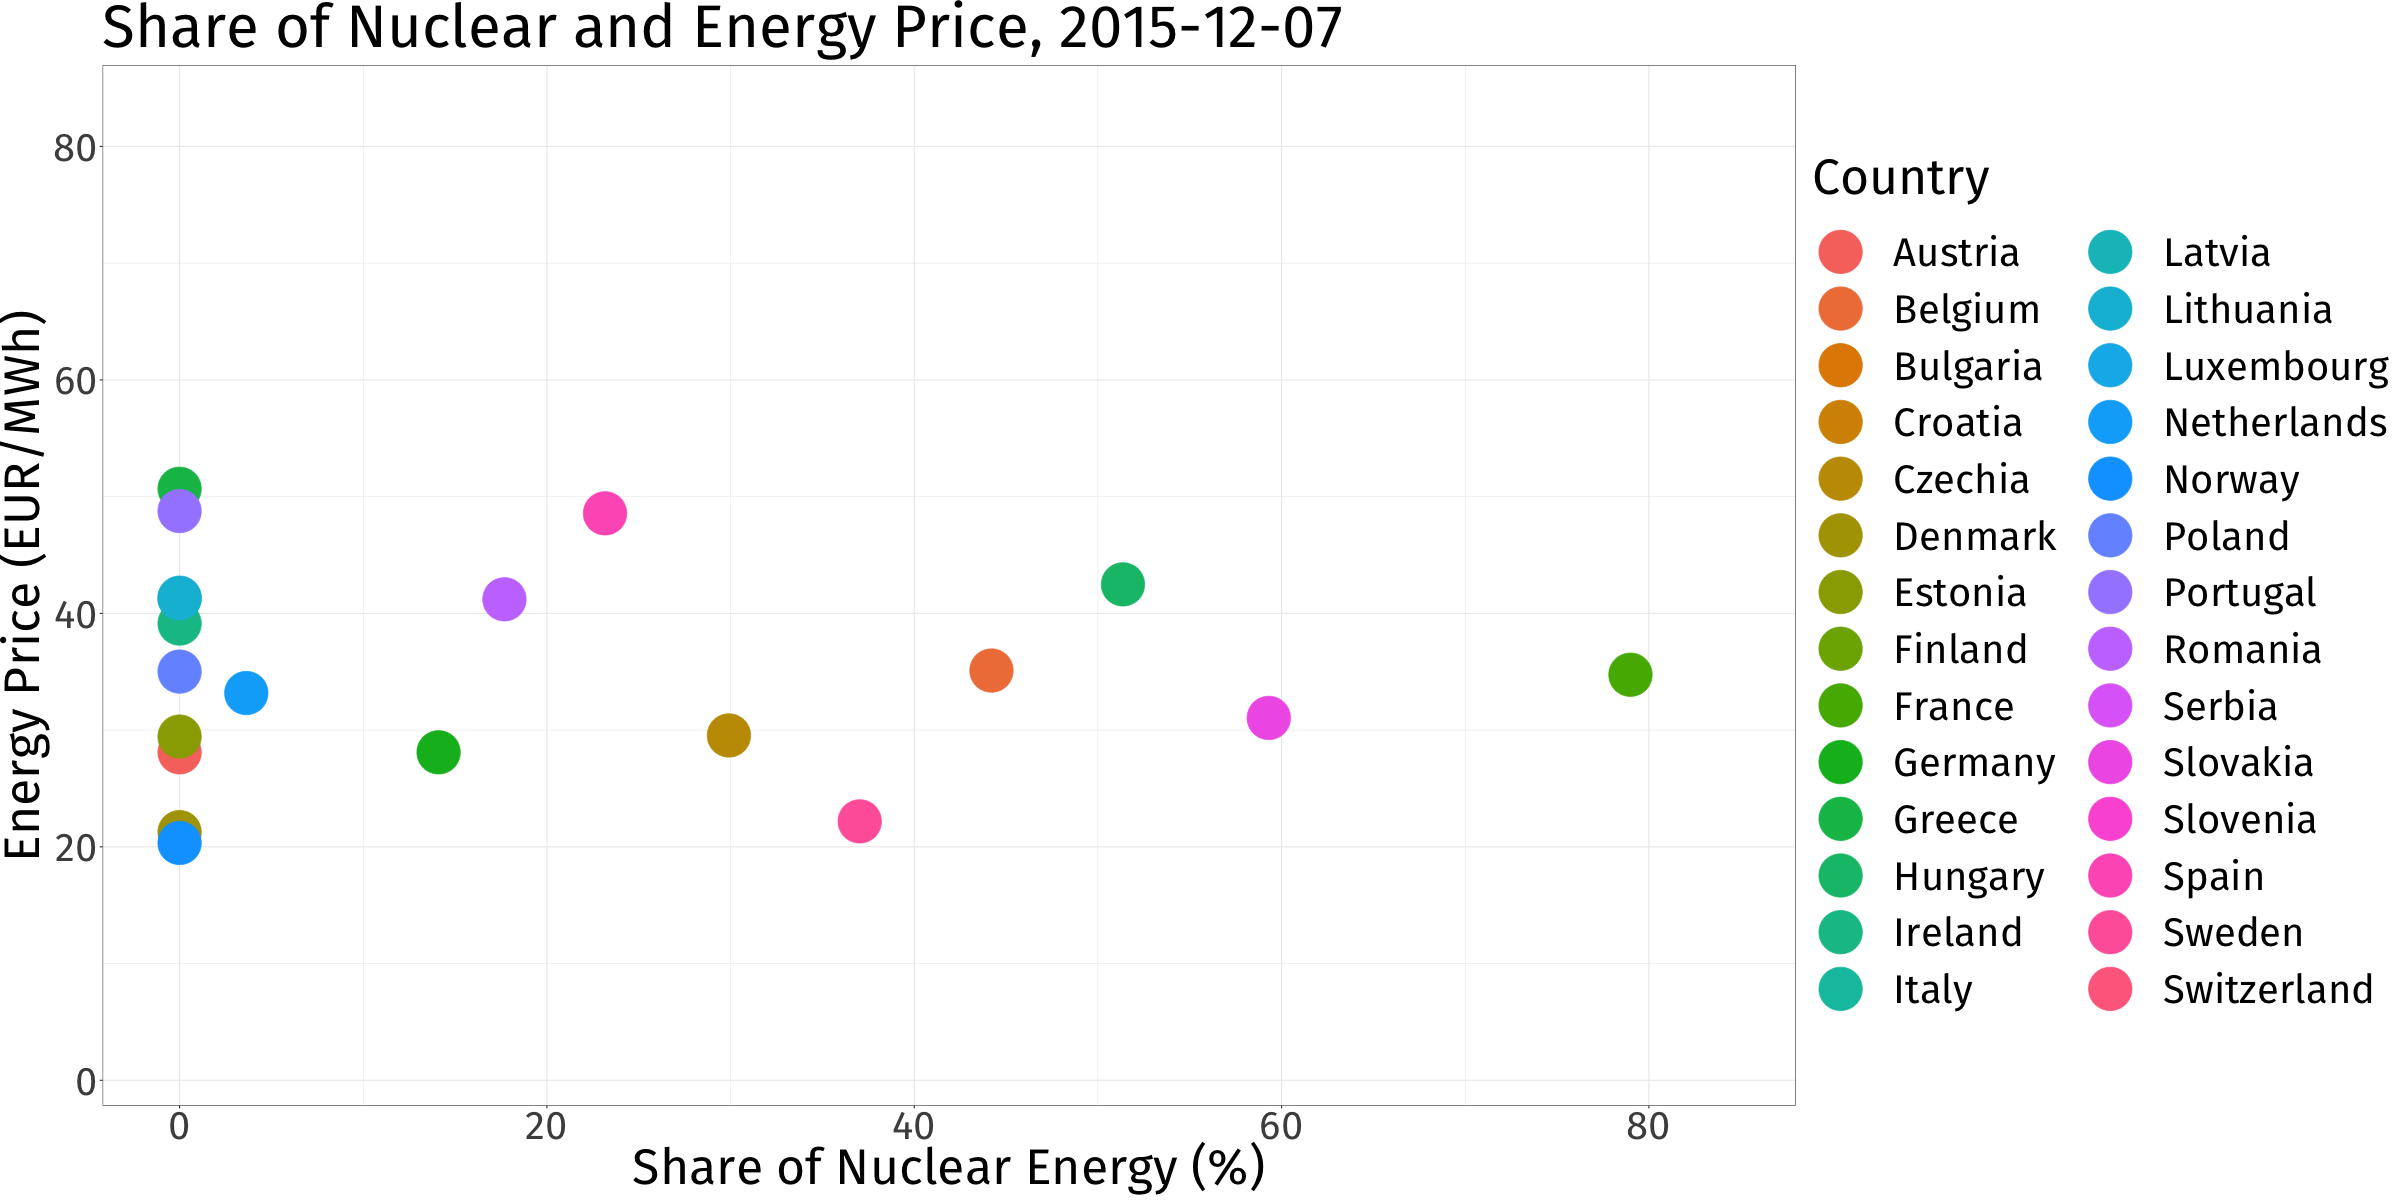 Share of Nuclear and Energy Price, 2015-12-07
Energy Price (EUR/MWh)
80
60
40
20
0
0 20 40 60 80
Share of Nuclear Energy (%)
Country
Austria
Belgium
Bulgaria
Croatia
Czechia
Denmark
Estonia
Finland
France
Germany
Greece
Hungary
Ireland
Italy
Latvia
Lithuania
Luxembourg
Netherlands
Norway
Poland
Portugal
Romania
Serbia
Slovakia
Slovenia
Spain
Sweden
Switzerland